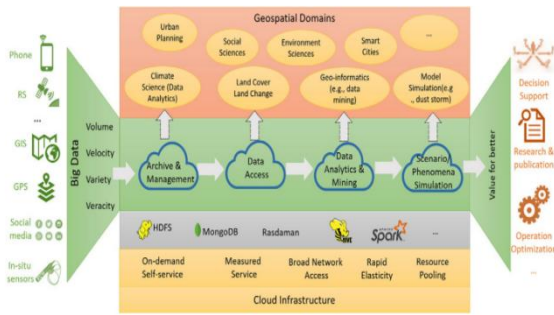 Geospatial Domains
Urban
Planning
Social
Sciences
Environment
Sciences
Smart
Cities
...
Climate
Science (Data
Analytics)
Land Cover
Land Change
Geo-informatics
(e.g., data
mining)
Model
Simulation(e.g
., dust storm)
Phone
RS
...
GIS
GPS
Social
media
In-situ
sensors
Big Data
Volume
Velocity
Variety
Veracity
Archive &
Management
Data
Access
Data
Analytics &
Mining
Scenario/
Phenomena
Simulation
Value for better
Decision
Support
Research &
publication
Operation
Optimization
...
HDFS
MongoDB
Rasdaman
HIVE
Spark
...
On-demand
Self-service
Measured
Service
Broad Network
Access
Rapid
Elasticity
Resource
Pooling
Cloud Infrastructure